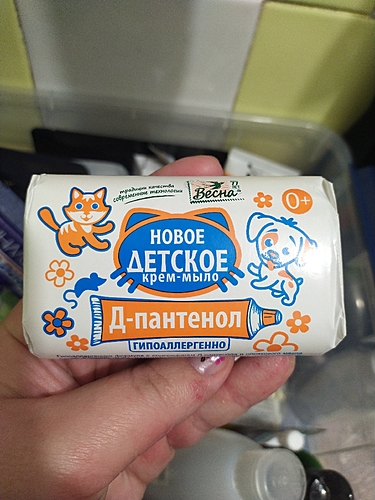 традиции качества
современные технологии
Весна
0+
НОВОЕ
ДЕТСКОЕ
крем-мыло
Д-пантенол
ГИПОАЛЛЕРГЕННО